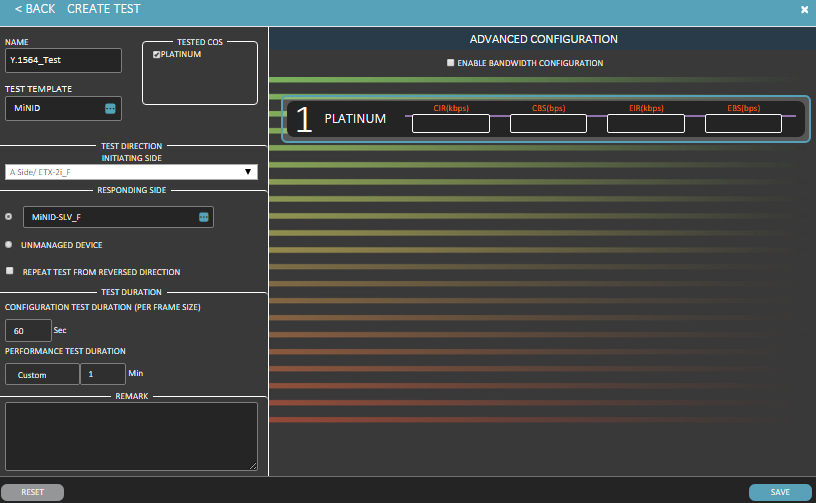 < BACK CREATE TEST
NAME
Y.1564_Test
TESTED COS
PLATINUM
TEST TEMPLATE
MiNID
TEST DIRECTION
INITIATING SIDE
A Side/ ETX-2i_F
RESPONDING SIDE
MiNID-SLV_F
UNMANAGED DEVICE
REPEAT TEST FROM REVERSED DIRECTION
TEST DURATION
CONFIGURATION TEST DURATION (PER FRAME SIZE)
60 Sec
PERFORMANCE TEST DURATION
Custom 1 Min
REMARK
ADVANCED CONFIGURATION
ENABLE BANDWIDTH CONFIGURATION
CIR(kbps) CBS(bps) EIR(kbps) EBS(bps)
1 PLATINUM
RESET SAVE